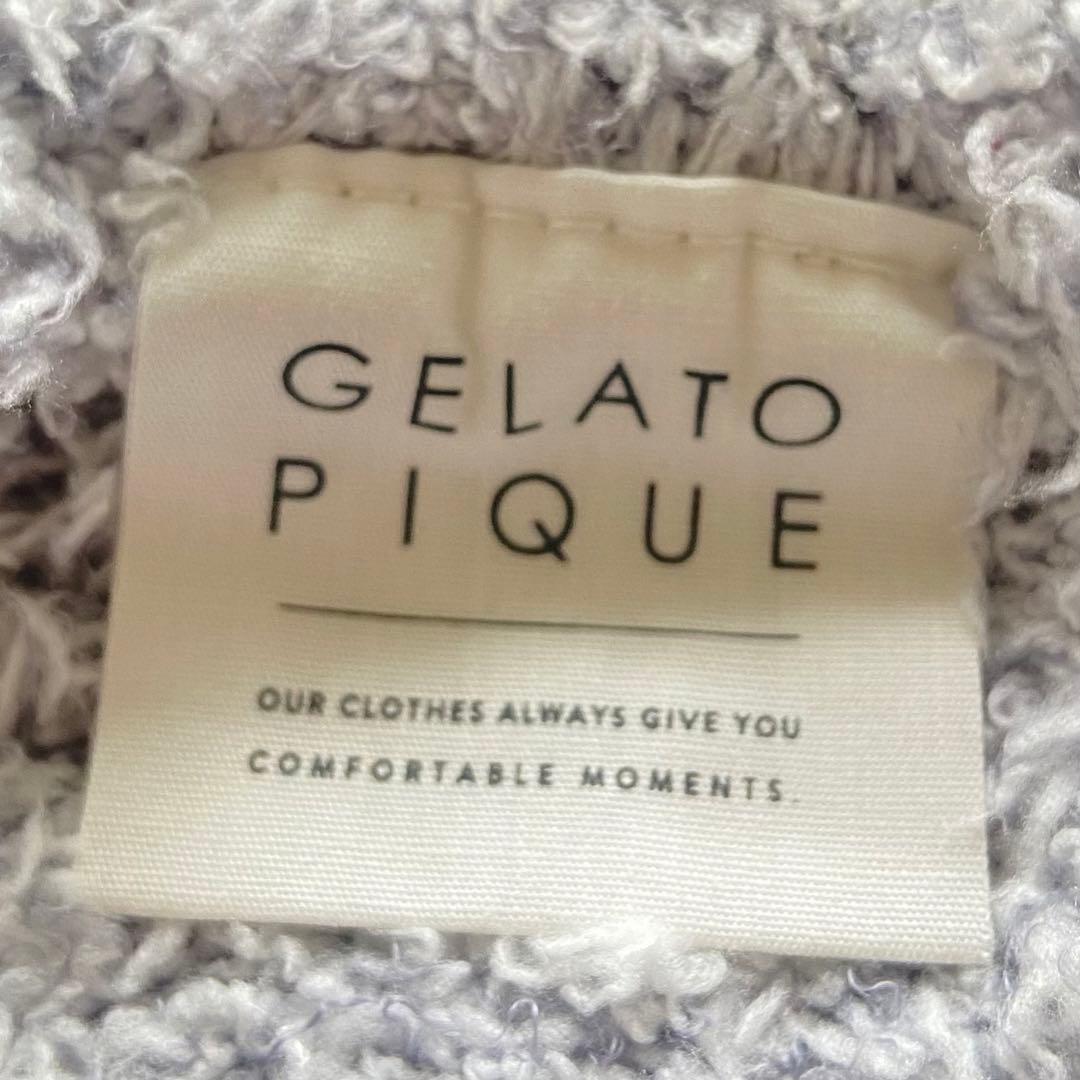 GELATO
PIQUE
OUR CLOTHES ALWAYS GIVE YOU
COMFORTABLE MOMENTS.